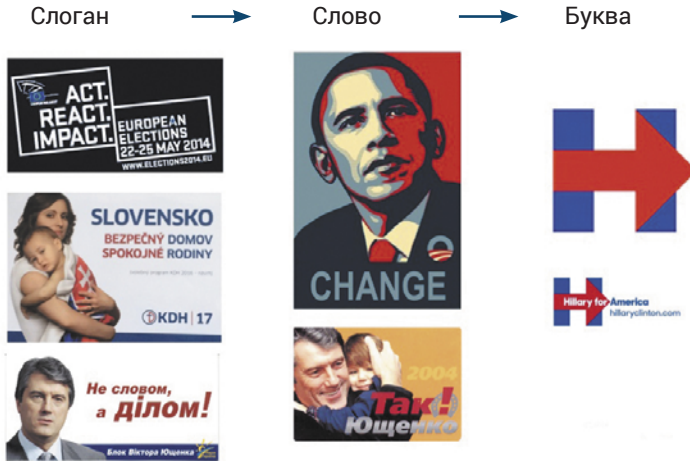 Слоган
Слово
Буква
ACT.
REACT.
IMPACT.
EUROPEAN
ELECTIONS
22-25 MAY 2014
WWW.ELECTIONS2014.EU
SLOVENSKO
BEZPEČNÝ DOMOV
SPOKOJNÉ RODINY
KDH | 17
Не словом,
а ділом!
Блок Віктора Ющенка
CHANGE
2004
Так!
Ющенко
Hillary for America
hillaryclinton.com